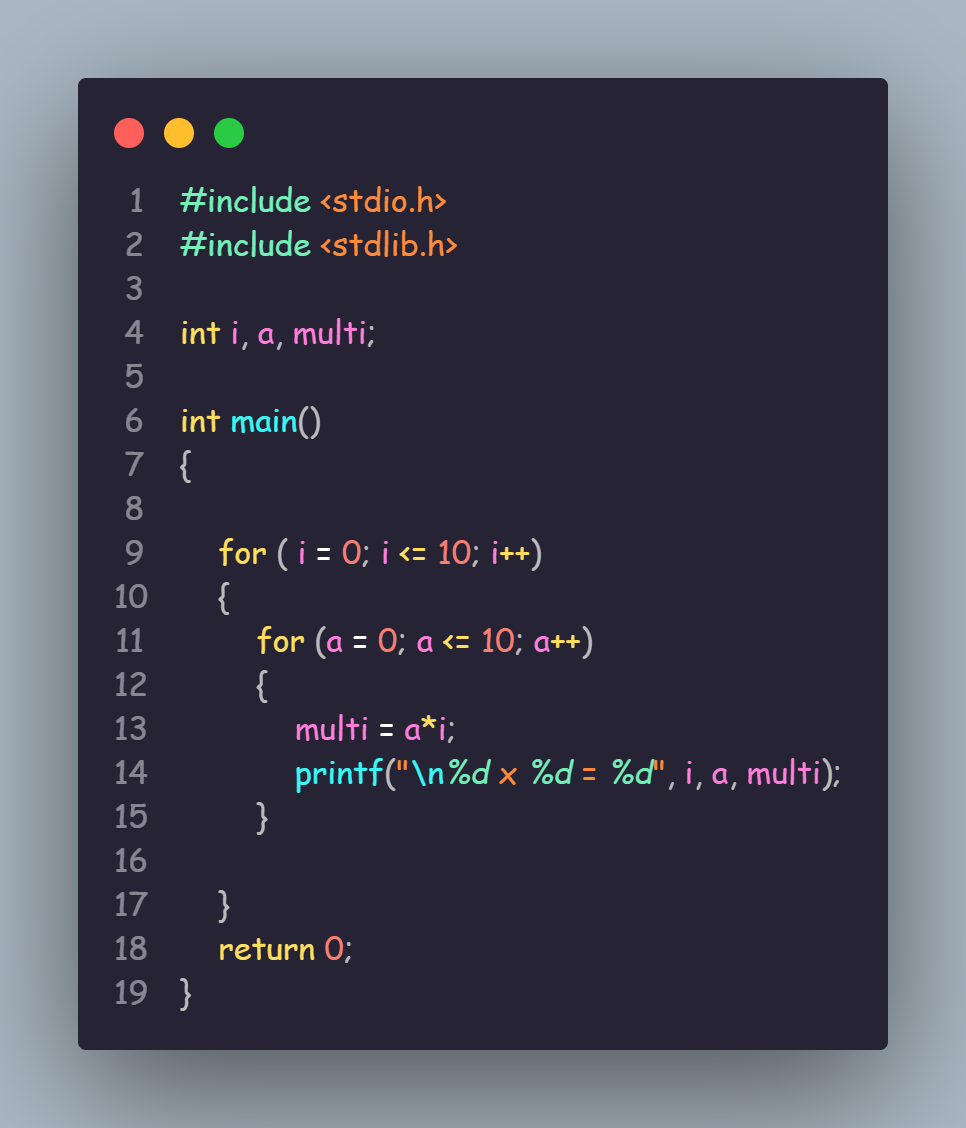 1 #include <stdio.h>
2 #include <stdlib.h>
3
4 int i, a, multi;
5
6 int main()
7 {
8
9     for ( i = 0; i <= 10; i++)
10     {
11         for (a = 0; a <= 10; a++)
12         {
13             multi = a*i;
14             printf("\n%d x %d = %d", i, a, multi);
15         }
16
17     }
18     return 0;
19 }